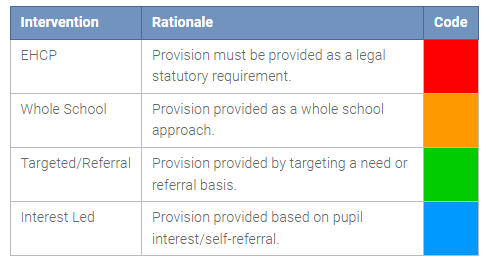 Intervention Rationale Code
EHCP Provision must be provided as a legal
statutory requirement.
Whole School Provision provided as a whole school
approach.
Targeted/Referral Provision provided by targeting a need or
referral basis.
Interest Led Provision provided based on pupil
interest/self-referral.